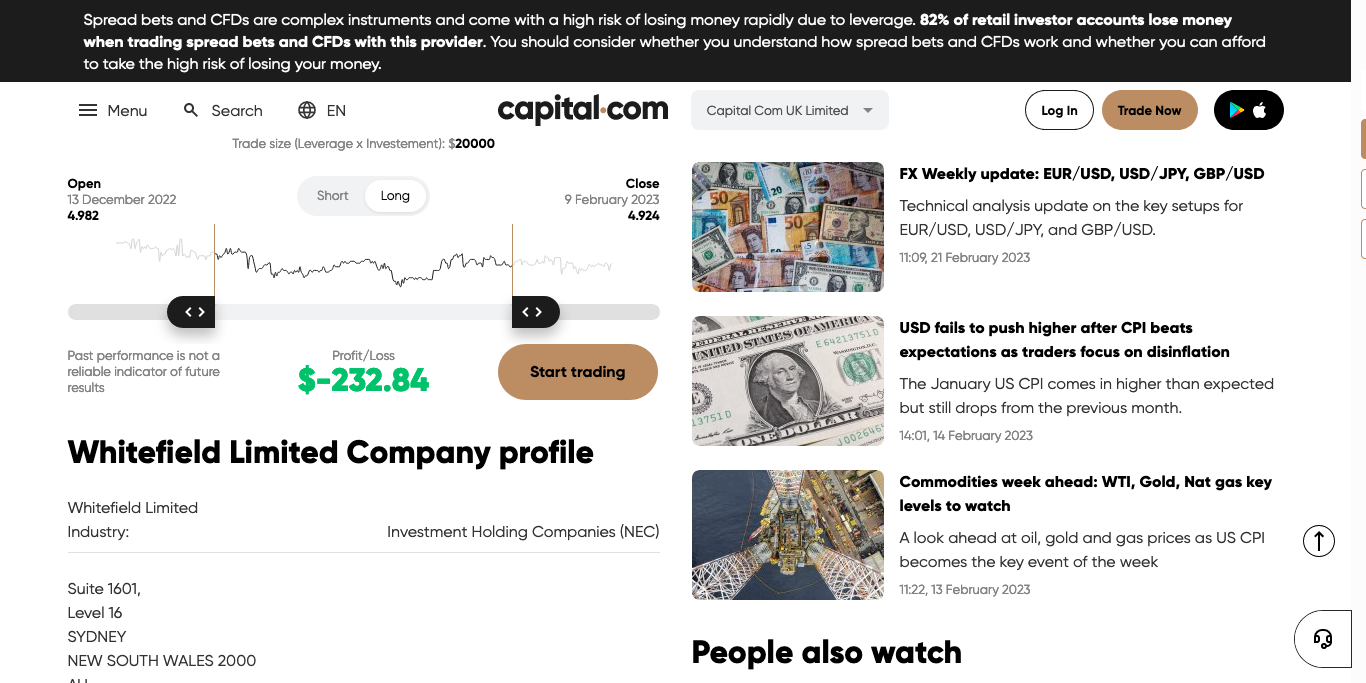 Spread bets and CFDs are complex instruments and come with a high risk of losing money rapidly due to leverage. 82% of retail investor accounts lose money
when trading spread bets and CFDs with this provider. You should consider whether you understand how spread bets and CFDs work and whether you can afford
to take the high risk of losing your money.
Menu
Search
EN
capital.com
Capital Com UK Limited
Log In
Trade Now
Trade size (Leverage x Investement): $20000
Open
13 December 2022
4.982
Short
Long
Close
9 February 2023
4.924
Past performance is not a
reliable indicator of future
results
Profit/Loss
$-232.84
Start trading
Whitefield Limited Company profile
Whitefield Limited
Industry:
Investment Holding Companies (NEC)
Suite 1601,
Level 16
SYDNEY
NEW SOUTH WALES 2000
FX Weekly update: EUR/USD, USD/JPY, GBP/USD
Technical analysis update on the key setups for
EUR/USD, USD/JPY, and GBP/USD.
11:09, 21 February 2023
USD fails to push higher after CPI beats
expectations as traders focus on disinflation
The January US CPI comes in higher than expected
but still drops from the previous month.
14:01, 14 February 2023
Commodities week ahead: WTI, Gold, Nat gas key
levels to watch
A look ahead at oil, gold and gas prices as US CPI
becomes the key event of the week
11:22, 13 February 2023
People also watch